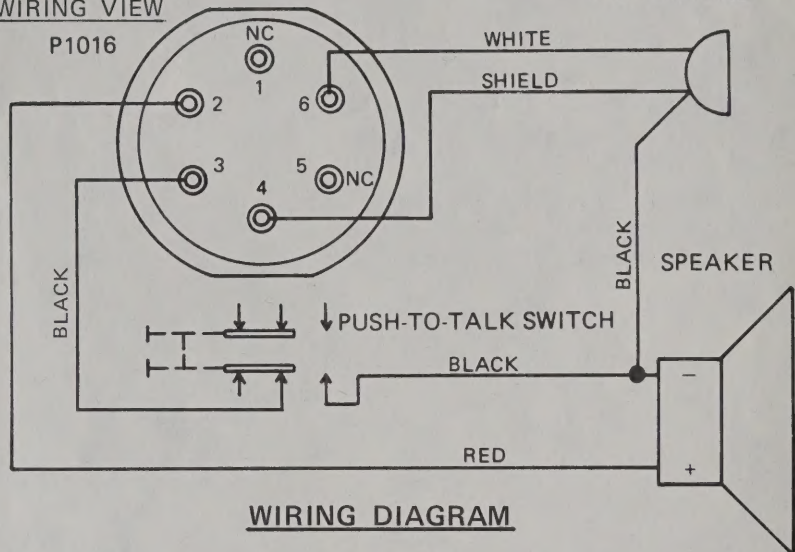 WIRING VIEW
P1016
NC
1
2
6
3
5
NC
4
WHITE
SHIELD
BLACK
BLACK
SPEAKER
PUSH-TO-TALK SWITCH
BLACK
−
RED
+
WIRING DIAGRAM